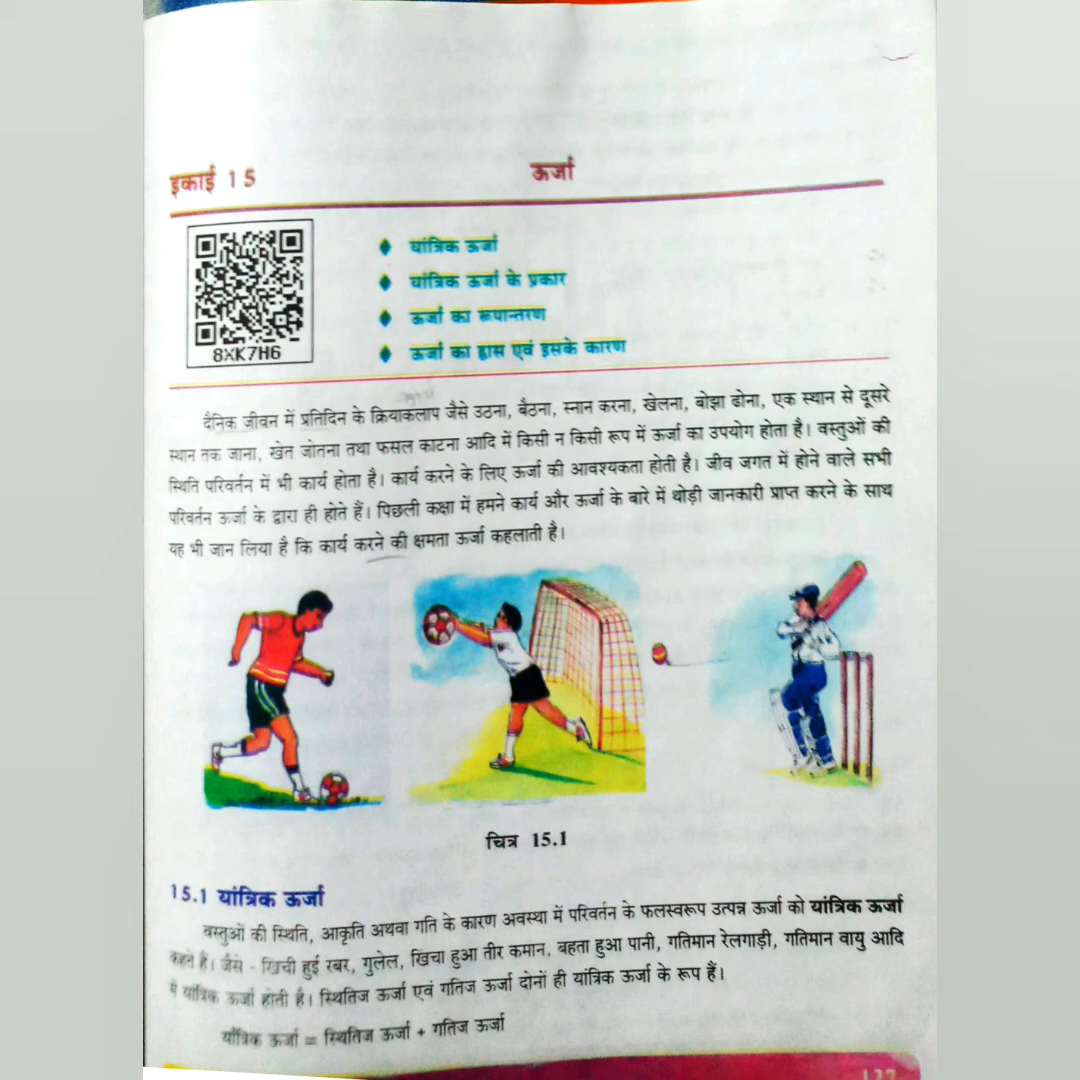 इकाई 15
ऊर्जा
8XK7H6
♦ यांत्रिक ऊर्जा
♦ यांत्रिक ऊर्जा के प्रकार
♦ ऊर्जा का रूपान्तरण
♦ ऊर्जा का ह्रास एवं इसके कारण
दैनिक जीवन में प्रतिदिन के क्रियाकलाप जैसे उठना, बैठना, स्नान करना, खेलना, बोझा ढोना, एक स्थान से दूसरे
स्थान तक जाना, खेत जोतना तथा फसल काटना आदि में किसी न किसी रूप में ऊर्जा का उपयोग होता है। वस्तुओं की
स्थिति परिवर्तन में भी कार्य होता है। कार्य करने के लिए ऊर्जा की आवश्यकता होती है। जीव जगत में होने वाले सभी
परिवर्तन ऊर्जा के द्वारा ही होते हैं। पिछली कक्षा में हमने कार्य और ऊर्जा के बारे में थोड़ी जानकारी प्राप्त करने के साथ
यह भी जान लिया है कि कार्य करने की क्षमता ऊर्जा कहलाती है।
चित्र 15.1
15.1 यांत्रिक ऊर्जा
वस्तुओं की स्थिति, आकृति अथवा गति के कारण अवस्था में परिवर्तन के फलस्वरूप उत्पन्न ऊर्जा को यांत्रिक ऊर्जा
कहते हैं। जैसे - खिची हुई रबर, गुलेल, खिंचा हुआ तीर कमान, बहता हुआ पानी, गतिमान रेलगाड़ी, गतिमान वायु आदि
में यांत्रिक ऊर्जा होती है। स्थितिज ऊर्जा एवं गतिज ऊर्जा दोनों ही यांत्रिक ऊर्जा के रूप हैं।
यांत्रिक ऊर्जा = स्थितिज ऊर्जा + गतिज ऊर्जा